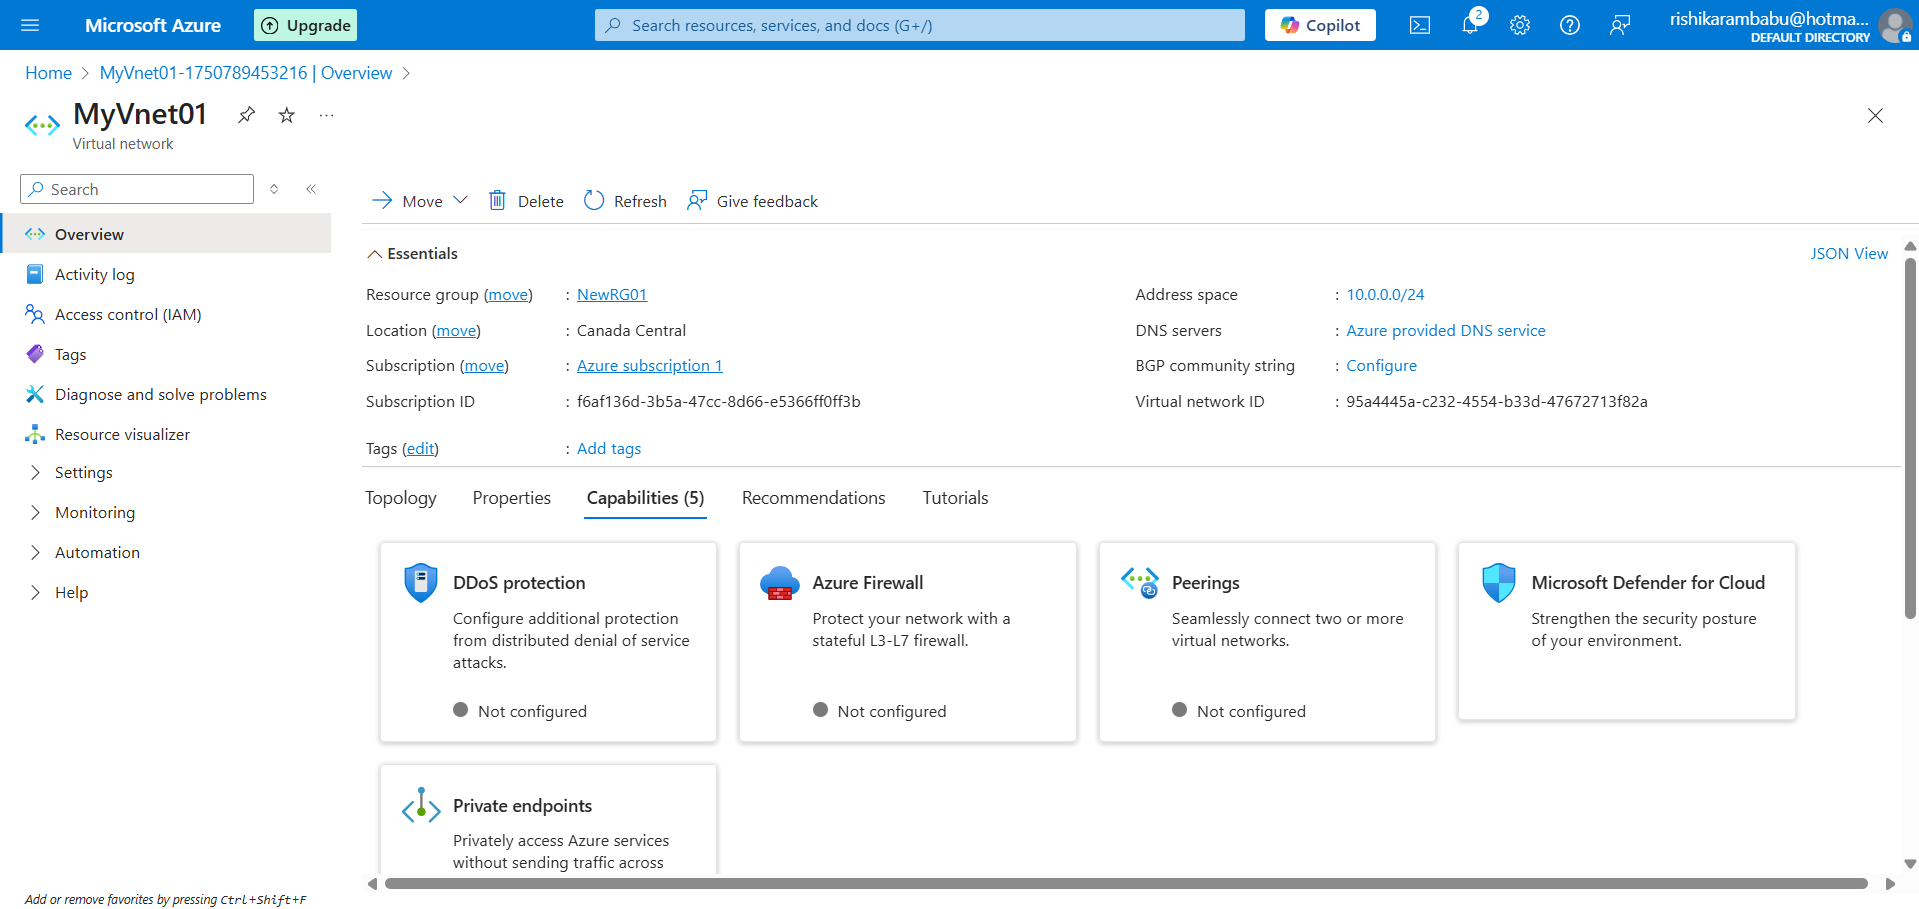 Microsoft Azure
Upgrade
Search resources, services, and docs (G+/)
Copilot
2
rishikarambabu@hotma...
DEFAULT DIRECTORY
Home > MyVnet01-1750789453216 | Overview >
MyVnet01
Virtual network
Search
Overview
Activity log
Access control (IAM)
Tags
Diagnose and solve problems
Resource visualizer
Settings
Monitoring
Automation
Help
Add or remove favorites by pressing Ctrl+Shift+F
Move
Delete
Refresh
Give feedback
Essentials
JSON View
Resource group (move) : NewRG01
Location (move) : Canada Central
Subscription (move) : Azure subscription 1
Subscription ID : f6af136d-3b5a-47cc-8d66-e5366ff0ff3b
Address space : 10.0.0.0/24
DNS servers : Azure provided DNS service
BGP community string : Configure
Virtual network ID : 95a4445a-c232-4554-b33d-47672713f82a
Tags (edit) : Add tags
Topology
Properties
Capabilities (5)
Recommendations
Tutorials
DDoS protection
Configure additional protection
from distributed denial of service
attacks.
Not configured
Azure Firewall
Protect your network with a
stateful L3-L7 firewall.
Not configured
Peerings
Seamlessly connect two or more
virtual networks.
Not configured
Microsoft Defender for Cloud
Strengthen the security posture
of your environment.
Private endpoints
Privately access Azure services
without sending traffic across